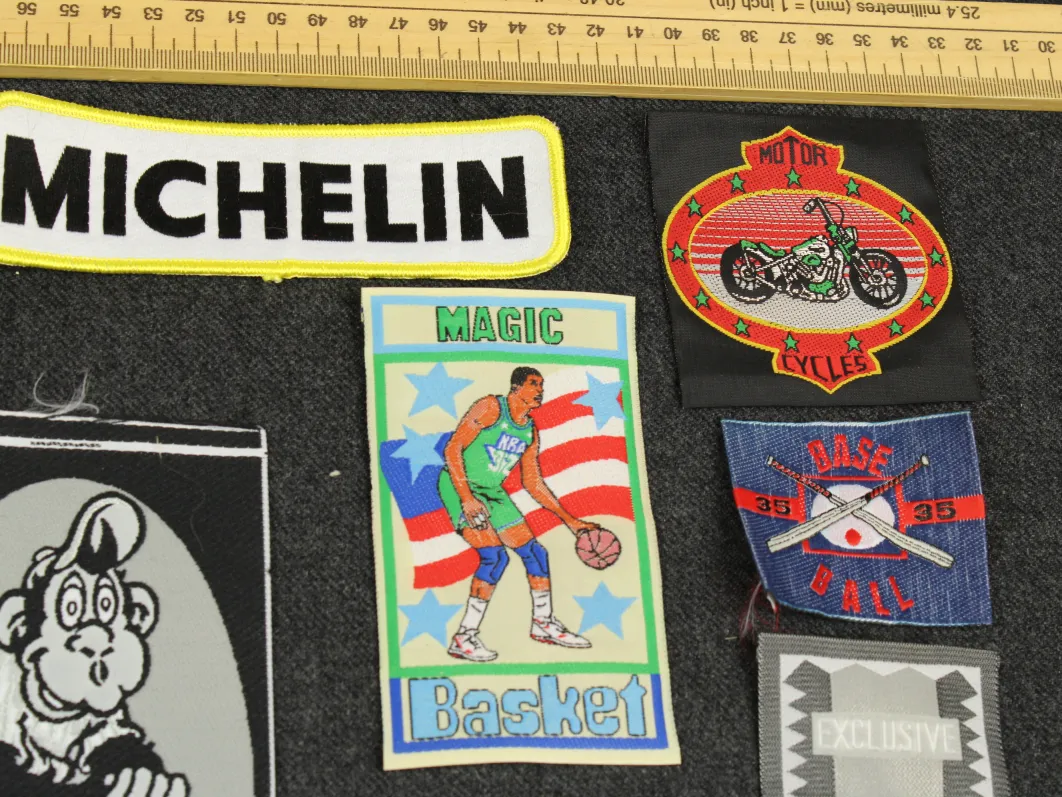 25.4 millimetres (mm) = 1 inch (in)
56 55 54 53 52 51 50 49 48 47 46 45 44 43 42 41 40 39 38 37 36 35 34 33 32 31 30
MICHELIN
MOTOR
CYCLES
MAGIC
Basket
BASE
35 35
BALL
EXCLUSIVE